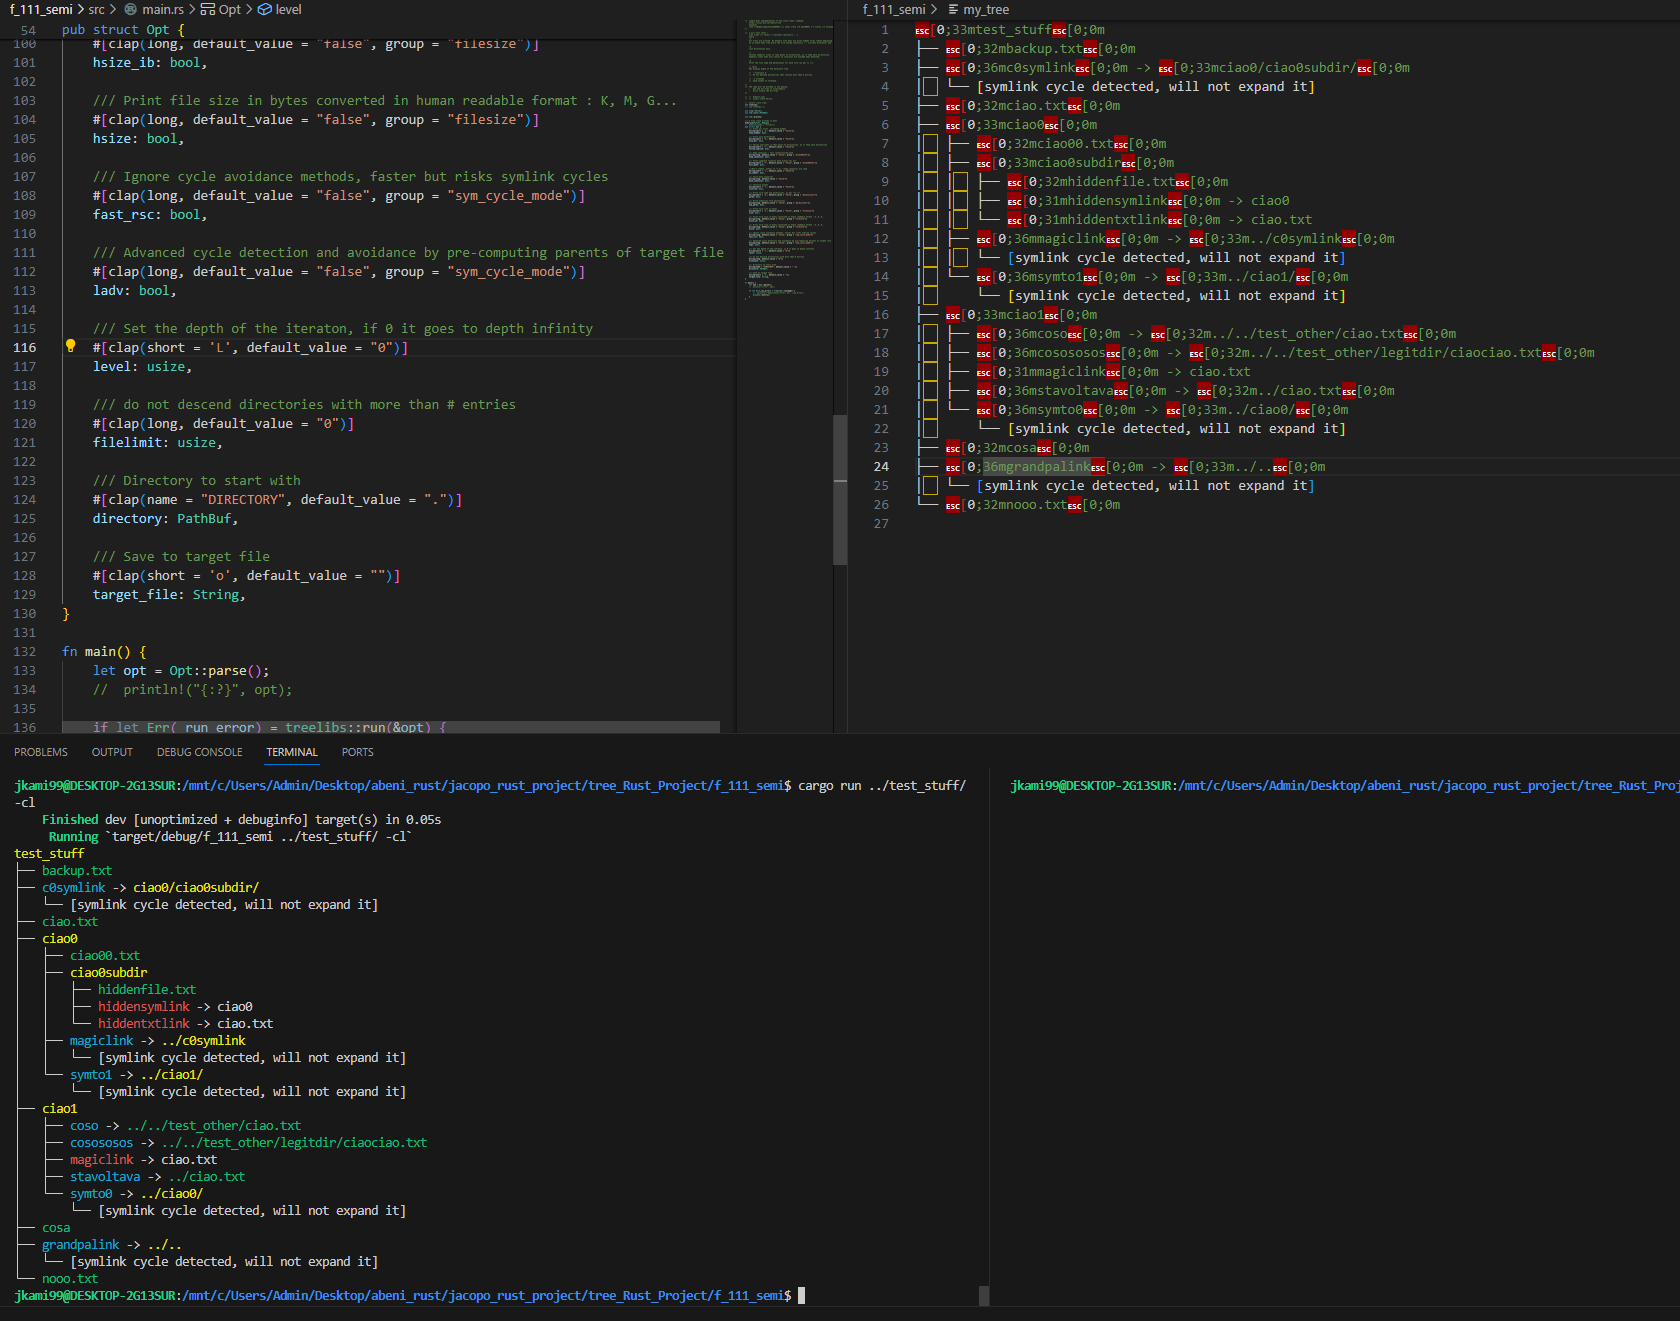 f_111_semi > src > main.rs > Opt > level
54 pub struct Opt {
100 #[clap(long, default_value = "false", group = "filesize")]
101 hsize_ib: bool,
102
103 /// Print file size in bytes converted in human readable format : K, M, G...
104 #[clap(long, default_value = "false", group = "filesize")]
105 hsize: bool,
106
107 /// Ignore cycle avoidance methods, faster but risks symlink cycles
108 #[clap(long, default_value = "false", group = "sym_cycle_mode")]
109 fast_rsc: bool,
110
111 /// Advanced cycle detection and avoidance by pre-computing parents of target file
112 #[clap(long, default_value = "false", group = "sym_cycle_mode")]
113 ladv: bool,
114
115 /// Set the depth of the iteraton, if 0 it goes to depth infinity
116 #[clap(short = 'L', default_value = "0")]
117 level: usize,
118
119 /// do not descend directories with more than # entries
120 #[clap(long, default_value = "0")]
121 filelimit: usize,
122
123 /// Directory to start with
124 #[clap(name = "DIRECTORY", default_value = ".")]
125 directory: PathBuf,
126
127 /// Save to target file
128 #[clap(short = 'o', default_value = "")]
129 target_file: String,
130 }
131
132 fn main() {
133 let opt = Opt::parse();
134 //  println!("{:?}", opt);
135
136 if let Err(_run_error) = treelibs::run(&opt) {
f_111_semi > my_tree
1 ESC[0;33mtest_stuffESC[0;0m
2 ├── ESC[0;32mbackup.txtESC[0;0m
3 ├── ESC[0;36mc0symlinkESC[0;0m -> ESC[0;33mciao0/ciao0subdir/ESC[0;0m
4 │   └── [symlink cycle detected, will not expand it]
5 ├── ESC[0;32mciao.txtESC[0;0m
6 ├── ESC[0;33mciao0ESC[0;0m
7 │   ├── ESC[0;32mciao00.txtESC[0;0m
8 │   ├── ESC[0;33mciao0subdirESC[0;0m
9 │   │   ├── ESC[0;32mhiddenfile.txtESC[0;0m
10 │   │   ├── ESC[0;31mhiddensymlinkESC[0;0m -> ciao0
11 │   │   └── ESC[0;31mhiddentxtlinkESC[0;0m -> ciao.txt
12 │   ├── ESC[0;36mmagiclinkESC[0;0m -> ESC[0;33m../c0symlinkESC[0;0m
13 │   │   └── [symlink cycle detected, will not expand it]
14 │   └── ESC[0;36msymto1ESC[0;0m -> ESC[0;33m../ciao1/ESC[0;0m
15 │       └── [symlink cycle detected, will not expand it]
16 ├── ESC[0;33mciao1ESC[0;0m
17 │   ├── ESC[0;36mcosoESC[0;0m -> ESC[0;32m../../test_other/ciao.txtESC[0;0m
18 │   ├── ESC[0;36mcososososESC[0;0m -> ESC[0;32m../../test_other/legitdir/ciaociao.txtESC[0;0m
19 │   ├── ESC[0;31mmagiclinkESC[0;0m -> ciao.txt
20 │   ├── ESC[0;36mstavoltavaESC[0;0m -> ESC[0;32m../ciao.txtESC[0;0m
21 │   └── ESC[0;36msymto0ESC[0;0m -> ESC[0;33m../ciao0/ESC[0;0m
22 │       └── [symlink cycle detected, will not expand it]
23 ├── ESC[0;32mcosaESC[0;0m
24 ├── ESC[0;36mgrandpalinkESC[0;0m -> ESC[0;33m../..ESC[0;0m
25 │   └── [symlink cycle detected, will not expand it]
26 └── ESC[0;32mnooo.txtESC[0;0m
27
PROBLEMS OUTPUT DEBUG CONSOLE TERMINAL PORTS
jkami99@DESKTOP-2G13SUR:/mnt/c/Users/Admin/Desktop/abeni_rust/jacopo_rust_project/tree_Rust_Project/f_111_semi$ cargo run ../test_stuff/
-cl
Finished dev [unoptimized + debuginfo] target(s) in 0.05s
Running `target/debug/f_111_semi ../test_stuff/ -cl`
test_stuff
├── backup.txt
├── c0symlink -> ciao0/ciao0subdir/
│   └── [symlink cycle detected, will not expand it]
├── ciao.txt
├── ciao0
│   ├── ciao00.txt
│   ├── ciao0subdir
│   │   ├── hiddenfile.txt
│   │   ├── hiddensymlink -> ciao0
│   │   └── hiddentxtlink -> ciao.txt
│   ├── magiclink -> ../c0symlink
│   │   └── [symlink cycle detected, will not expand it]
│   └── symto1 -> ../ciao1/
│       └── [symlink cycle detected, will not expand it]
├── ciao1
│   ├── coso -> ../../test_other/ciao.txt
│   ├── cosososos -> ../../test_other/legitdir/ciaociao.txt
│   ├── magiclink -> ciao.txt
│   ├── stavoltava -> ../ciao.txt
│   └── symto0 -> ../ciao0/
│       └── [symlink cycle detected, will not expand it]
├── cosa
├── grandpalink -> ../..
│   └── [symlink cycle detected, will not expand it]
└── nooo.txt
jkami99@DESKTOP-2G13SUR:/mnt/c/Users/Admin/Desktop/abeni_rust/jacopo_rust_project/tree_Rust_Project/f_111_semi$
jkami99@DESKTOP-2G13SUR:/mnt/c/Users/Admin/Desktop/abeni_rust/jacopo_rust_project/tree_Rust_Proj